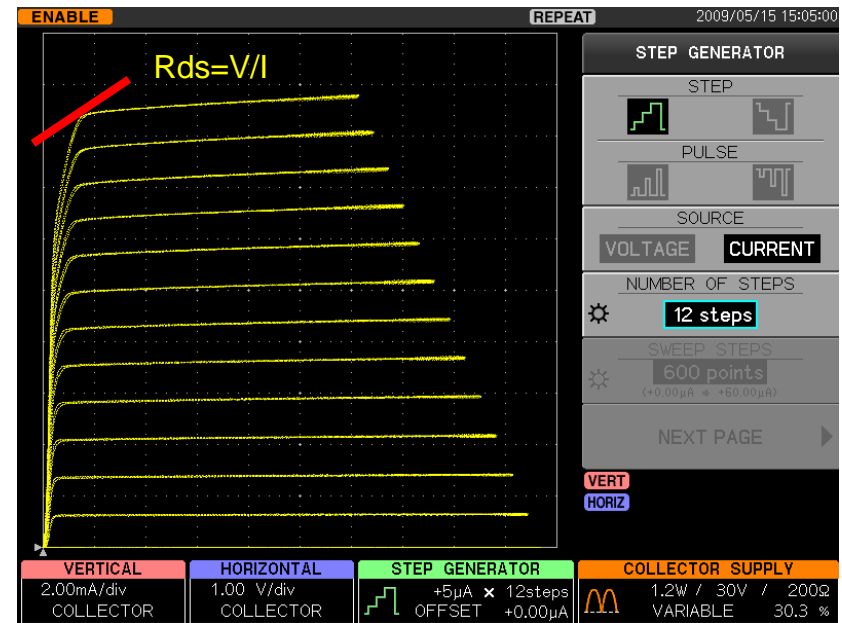 ENABLE
REPEAT
2009/05/15 15:05:00
Rds=V/I
STEP GENERATOR
STEP
PULSE
SOURCE
VOLTAGE CURRENT
NUMBER OF STEPS
12 steps
SWEEP STEPS
600 points
(+0.00µA ➔ +60.00µA)
NEXT PAGE
VERT
HORIZ
VERTICAL
2.00mA/div
COLLECTOR
HORIZONTAL
1.00 V/div
COLLECTOR
STEP GENERATOR
+5µA × 12steps
OFFSET +0.00µA
COLLECTOR SUPPLY
1.2W / 30V / 200Ω
VARIABLE 30.3 %